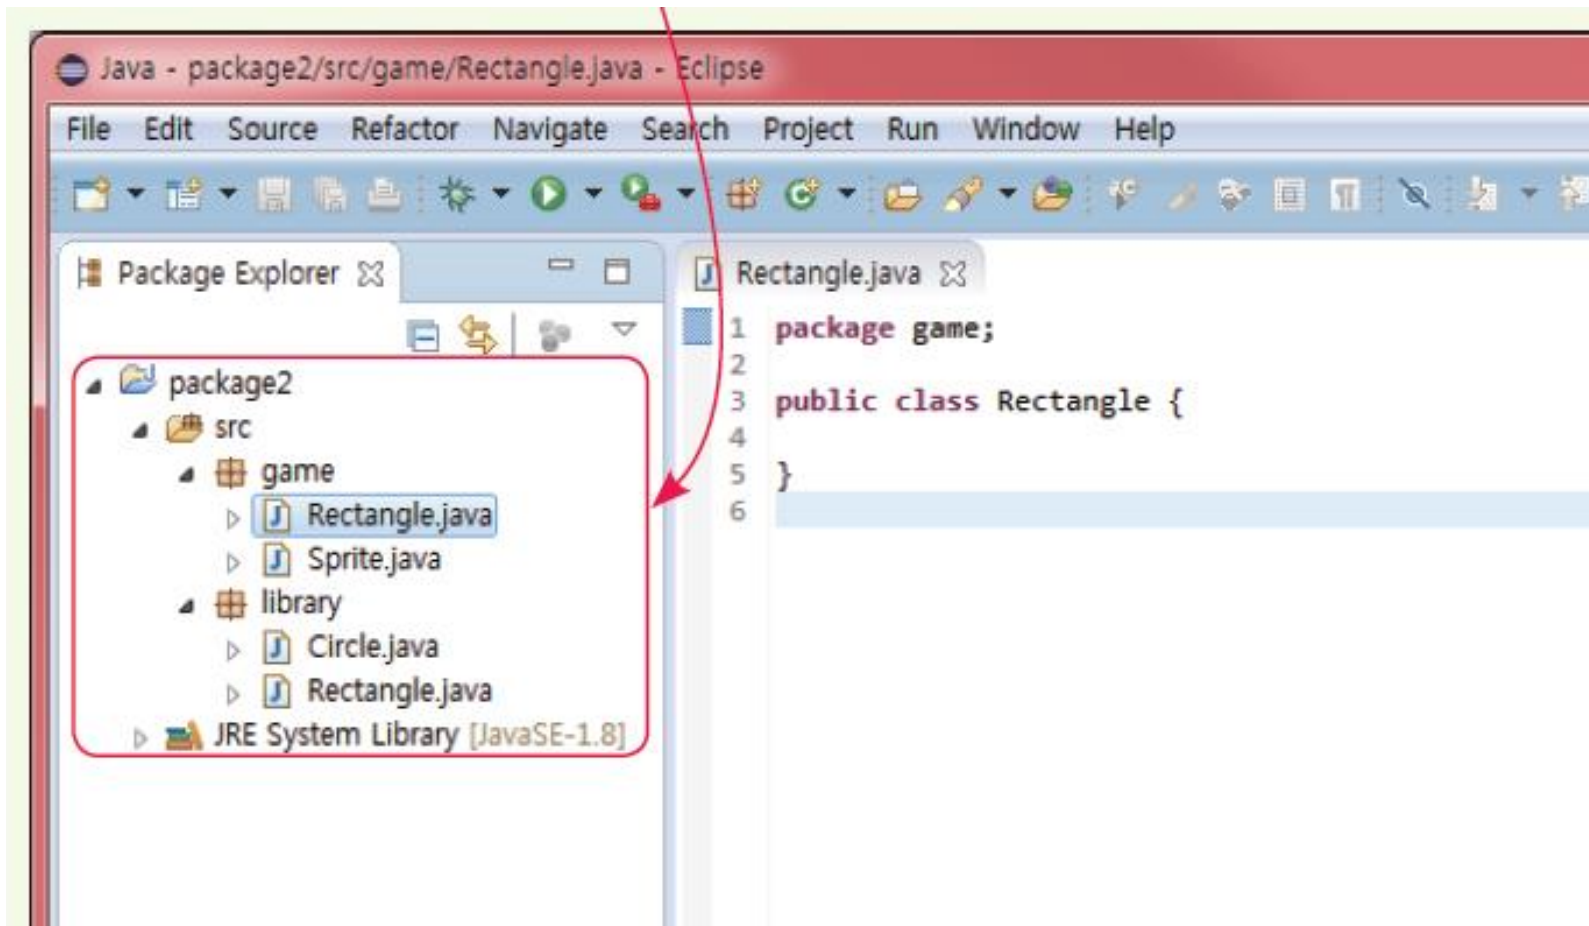 Java - package2/src/game/Rectangle.java - Eclipse
File Edit Source Refactor Navigate Search Project Run Window Help
Package Explorer
package2
src
game
Rectangle.java
Sprite.java
library
Circle.java
Rectangle.java
JRE System Library [JavaSE-1.8]
Rectangle.java
1 package game;
2
3 public class Rectangle {
4
5 }
6